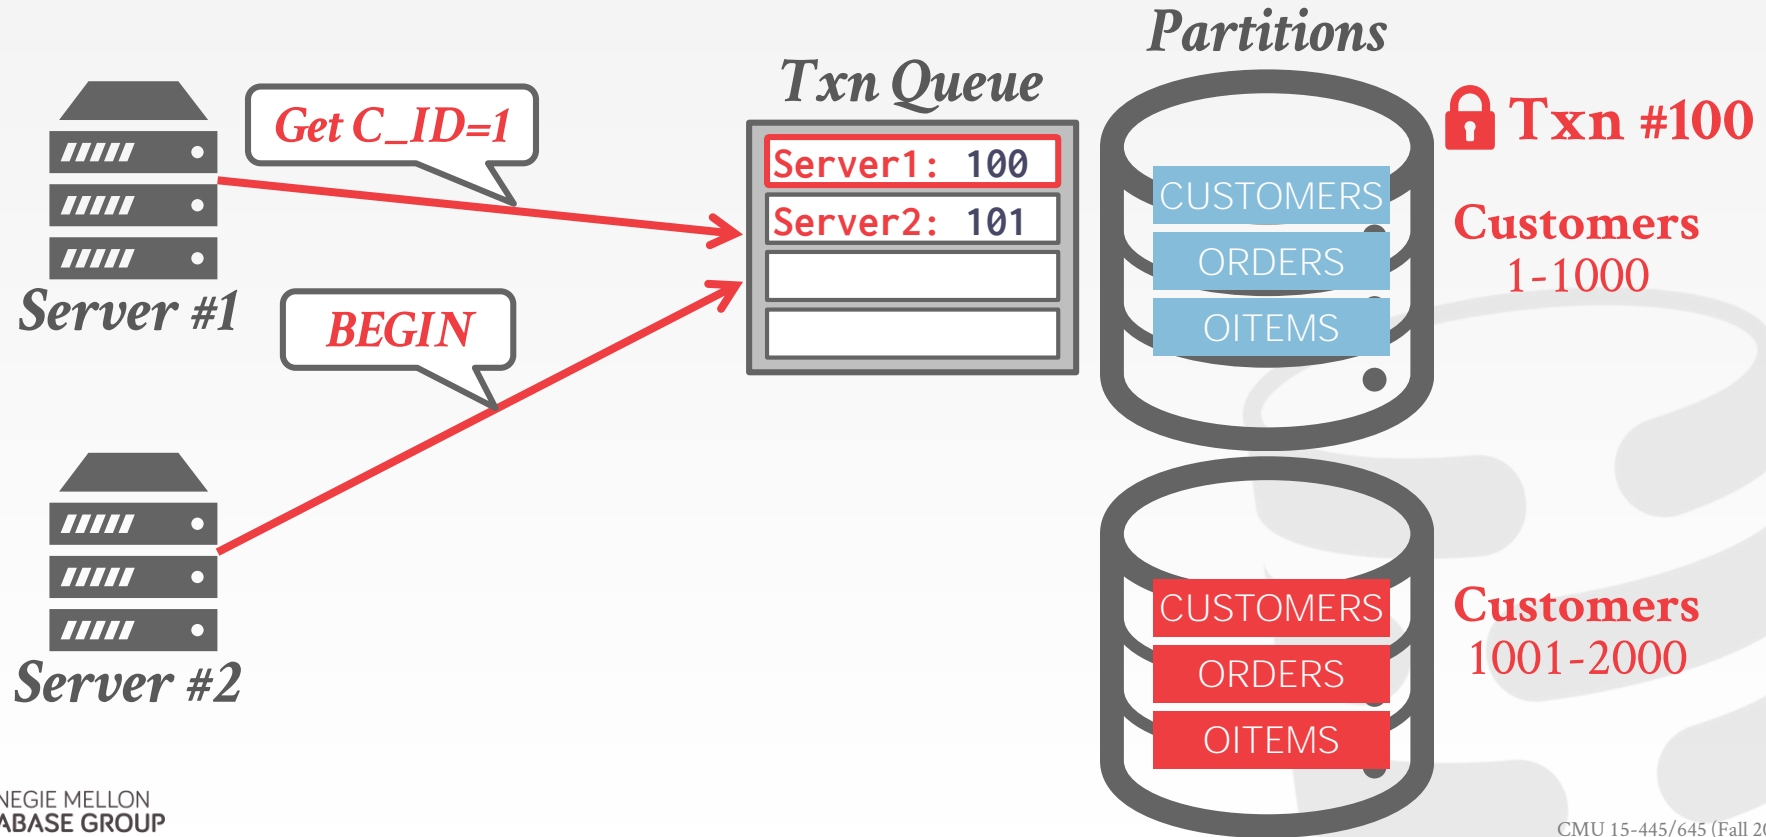 Partitions
Txn Queue
Get C_ID=1
Server1: 100
Server2: 101
Txn #100
CUSTOMERS
ORDERS
OITEMS
Customers
1-1000
Server #1
BEGIN
Server #2
CUSTOMERS
ORDERS
OITEMS
Customers
1001-2000
NEGIE MELLON
ABASE GROUP
CMU 15-445/645 (Fall 20